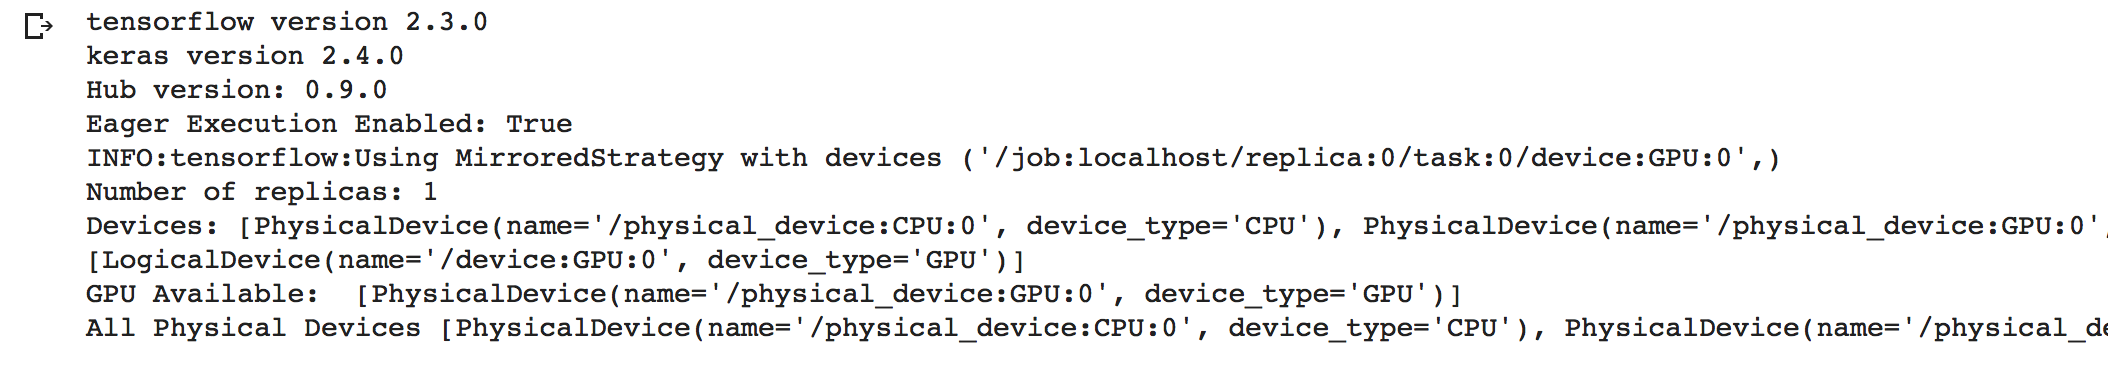 tensorflow version 2.3.0
keras version 2.4.0
Hub version: 0.9.0
Eager Execution Enabled: True
INFO:tensorflow:Using MirroredStrategy with devices ('/job:localhost/replica:0/task:0/device:GPU:0',)
Number of replicas: 1
Devices: [PhysicalDevice(name='/physical_device:CPU:0', device_type='CPU'), PhysicalDevice(name='/physical_device:GPU:0',
[LogicalDevice(name='/device:GPU:0', device_type='GPU')]
GPU Available:  [PhysicalDevice(name='/physical_device:GPU:0', device_type='GPU')]
All Physical Devices [PhysicalDevice(name='/physical_device:CPU:0', device_type='CPU'), PhysicalDevice(name='/physical_de